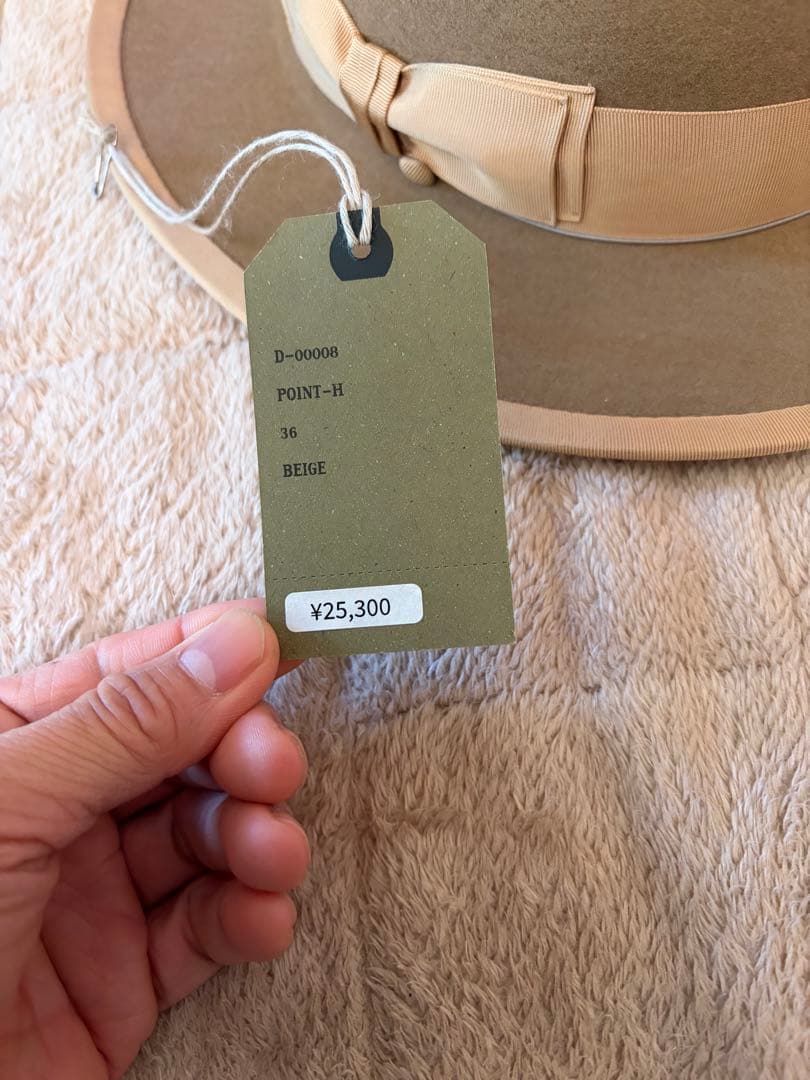 D-00008
POINT-H
36
BEIGE
¥25,300